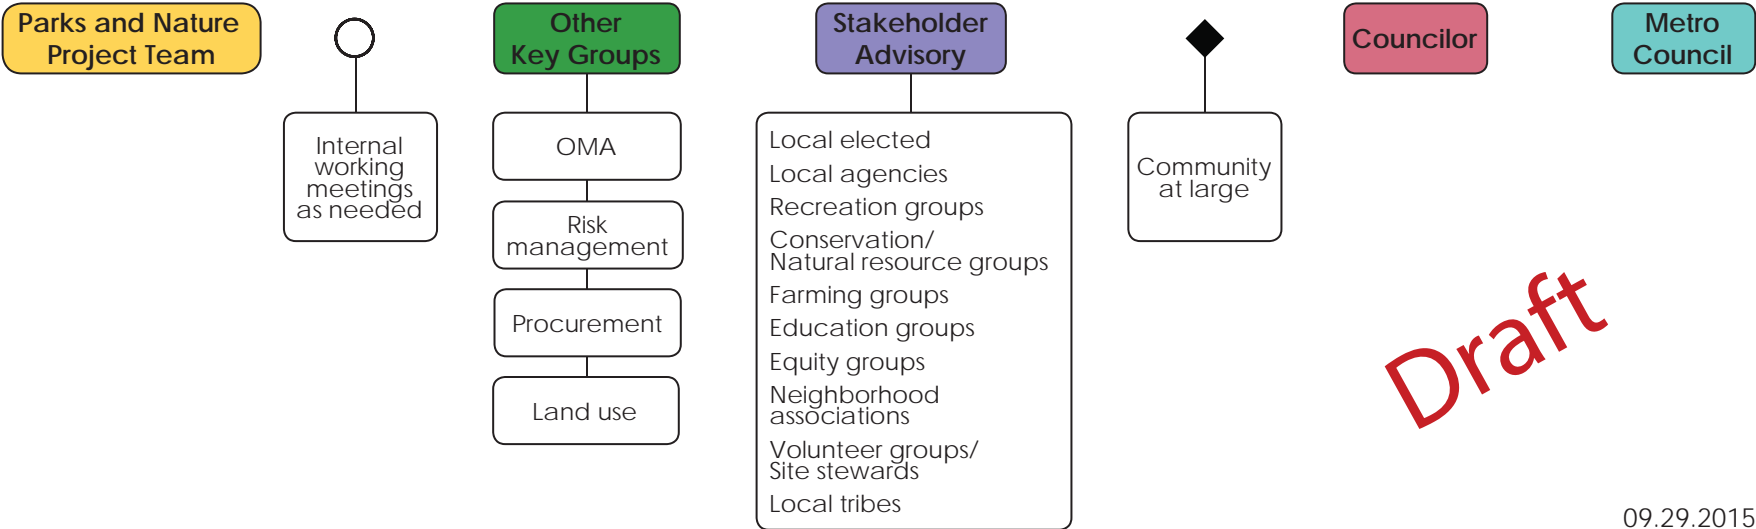 Parks and Nature
Project Team
Internal
working
meetings
as needed
Other
Key Groups
OMA
Risk
management
Procurement
Land use
Stakeholder
Advisory
Local elected
Local agencies
Recreation groups
Conservation/
Natural resource groups
Farming groups
Education groups
Equity groups
Neighborhood
associations
Volunteer groups/
Site stewards
Local tribes
Community
at large
Councilor
Metro
Council
Draft
09.29.2015